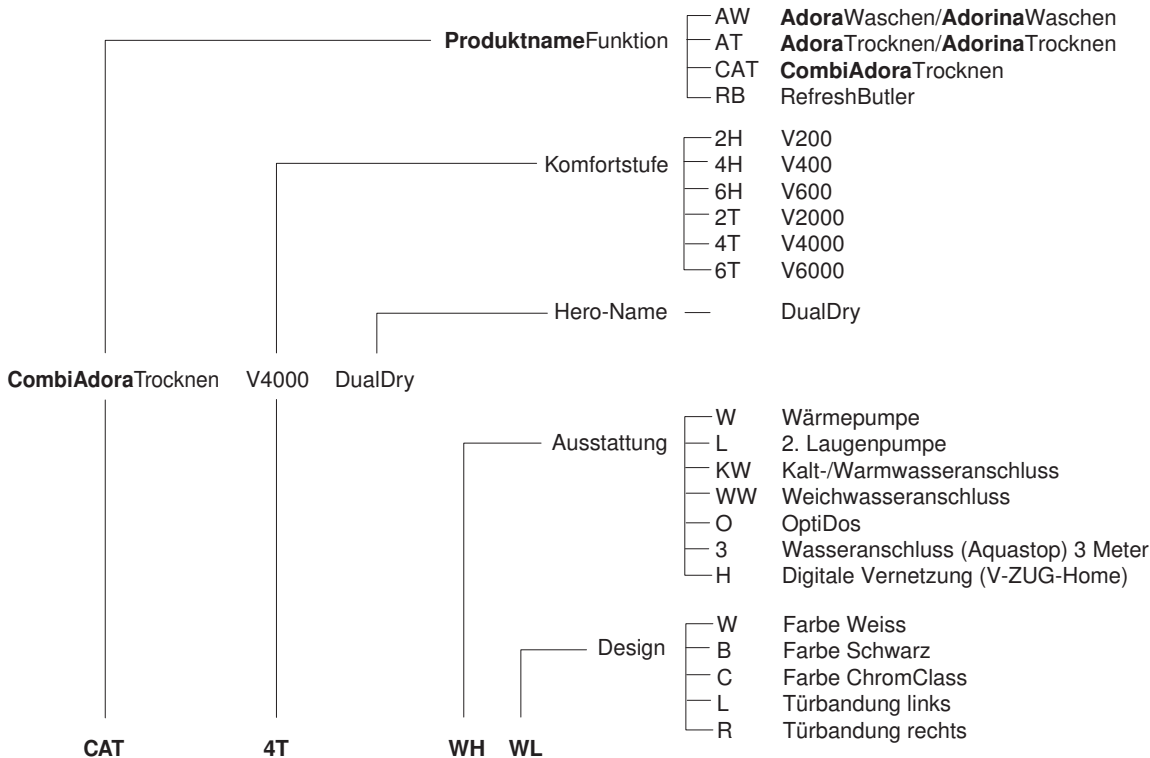 AW AdoraWaschen/AdorinaWaschen
ProduktnameFunktion
AT AdoraTrocknen/AdorinaTrocknen
CAT CombiAdoraTrocknen
RB RefreshButler
2H V200
Komfortstufe
4H V400
6H V600
2T V2000
4T V4000
6T V6000
Hero-Name — DualDry
CombiAdoraTrocknen V4000 DualDry
W Wärmepumpe
Ausstattung
L 2. Laugenpumpe
KW Kalt-/Warmwasseranschluss
WW Weichwasseranschluss
O OptiDos
3 Wasseranschluss (Aquastop) 3 Meter
H Digitale Vernetzung (V-ZUG-Home)
W Farbe Weiss
Design
B Farbe Schwarz
C Farbe ChromClass
L Türbandung links
R Türbandung rechts
CAT 4T WH WL